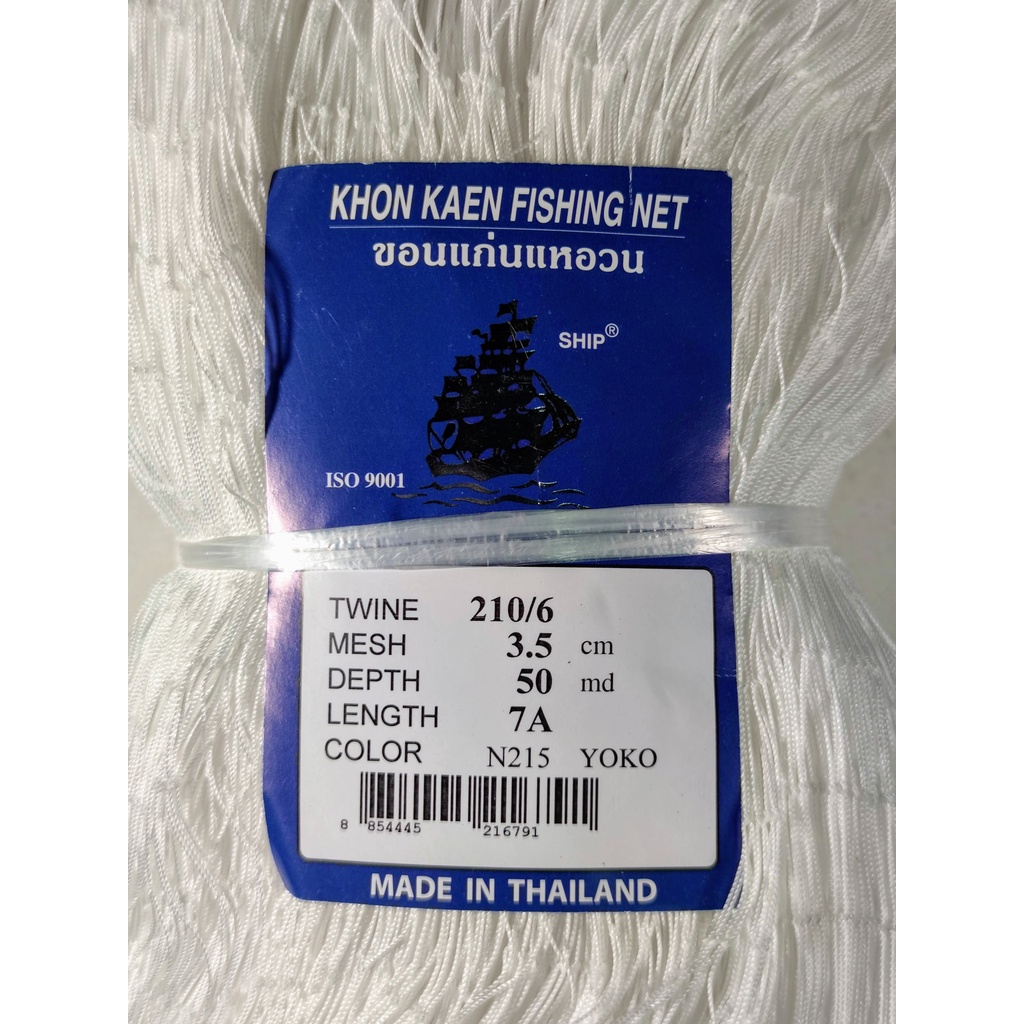 KHON KAEN FISHING NET
ขอนแก่นแหอวน
SHIP®
ISO 9001
TWINE 210/6
MESH 3.5 cm
DEPTH 50 md
LENGTH 7A
COLOR N215 YOKO
8 854445 216791
MADE IN THAILAND